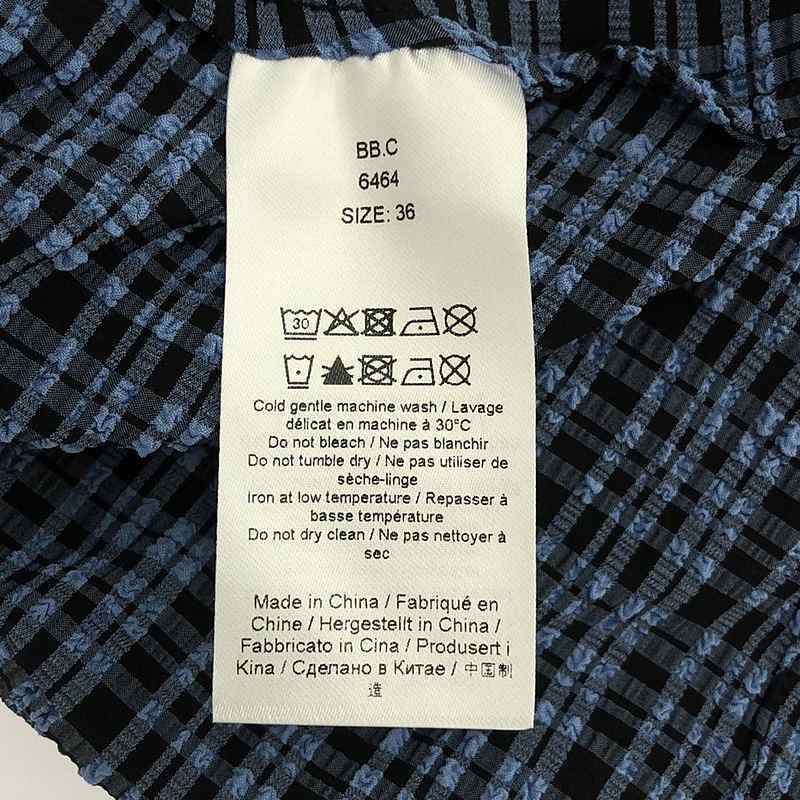 BB.C
6464
SIZE: 36
30
Cold gentle machine wash / Lavage
délicat en machine à 30°C
Do not bleach / Ne pas blanchir
Do not tumble dry / Ne pas utiliser de
sèche-linge
Iron at low temperature / Repasser à
basse température
Do not dry clean / Ne pas nettoyer à
sec
Made in China / Fabriqué en
Chine / Hergestellt in China /
Fabbricato in Cina / Produsert i
Kina / Сделано в Китае / 中国制
造